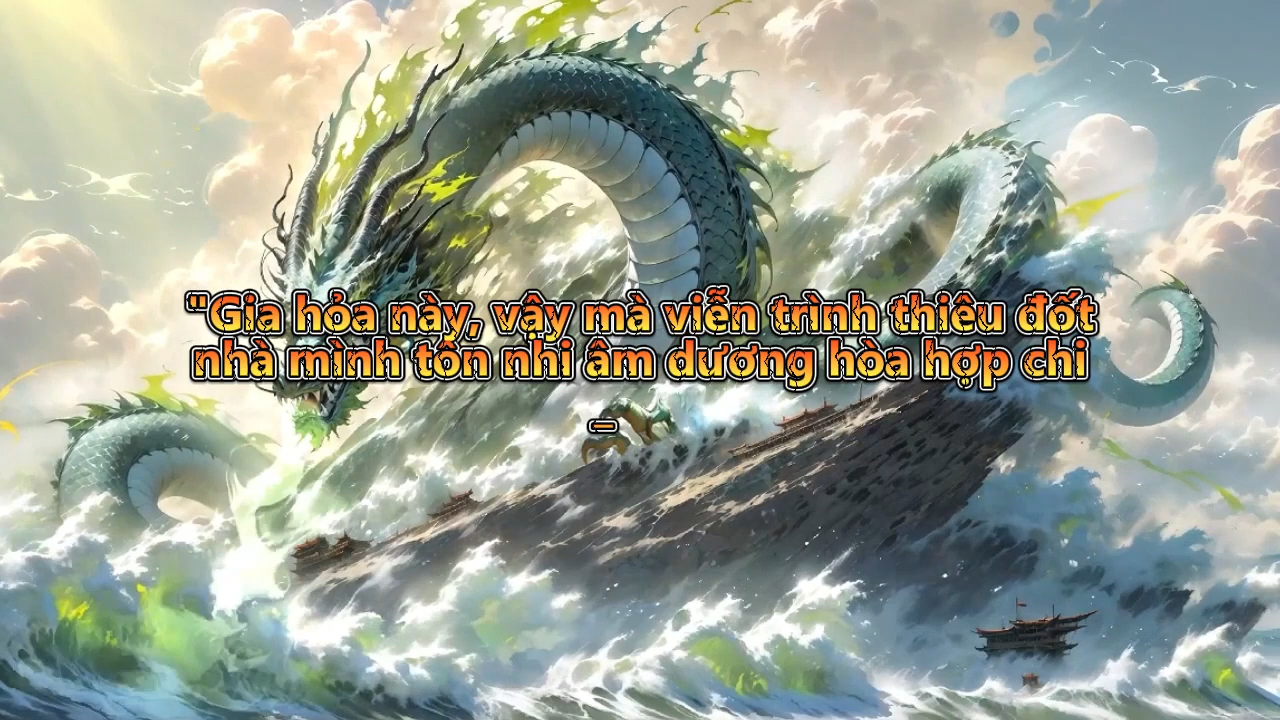 "Gia hỏa này, vậy mà viễn trình thiêu đốt
nhà mình tôn nhi âm dương hòa hợp chi
_